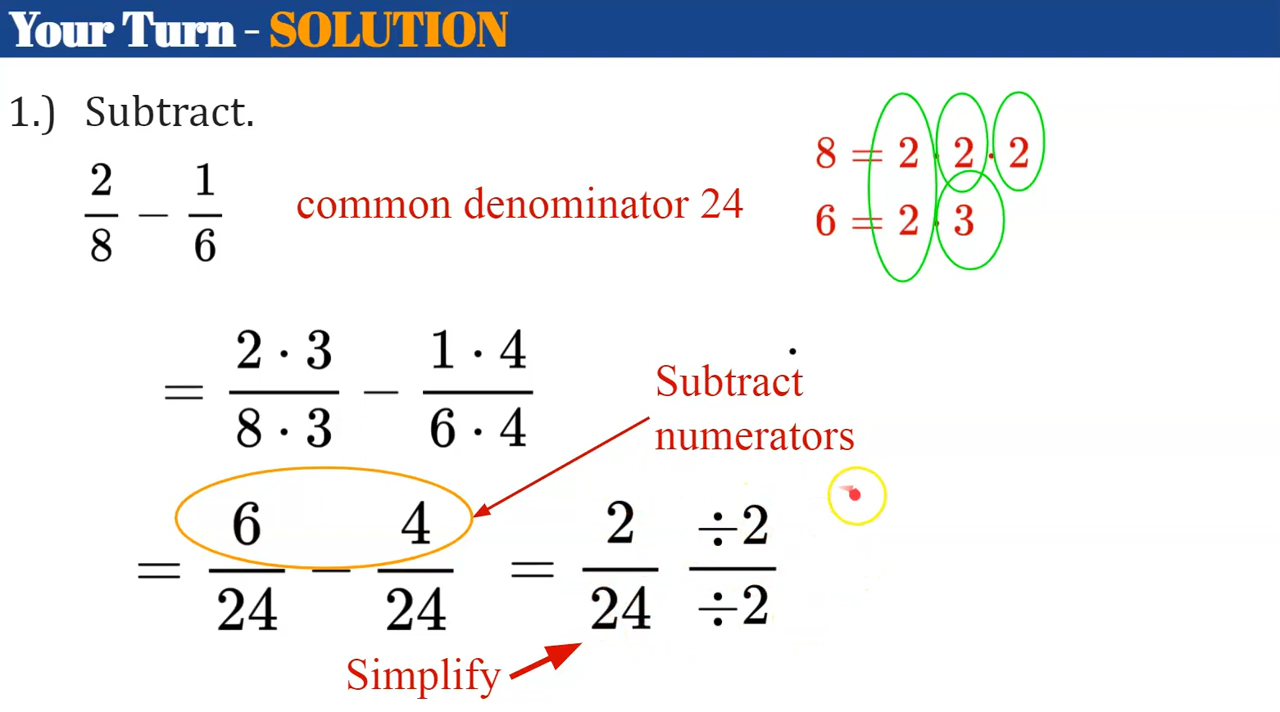 Your Turn - SOLUTION
1.) Subtract.
2/8 − 1/6
common denominator 24
8 = 2 · 2 · 2
6 = 2 · 3
= 2 · 3 / 8 · 3 − 1 · 4 / 6 · 4
Subtract
numerators
= 6/24 − 4/24 = 2/24 ÷2/÷2
Simplify